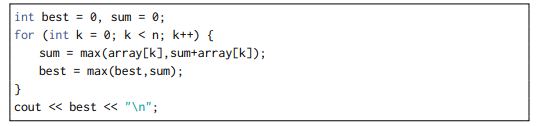 int best = 0, sum = 0;
for (int k = 0; k < n; k++) {
    sum = max(array[k],sum+array[k]);
    best = max(best,sum);
}
cout << best << "\n";